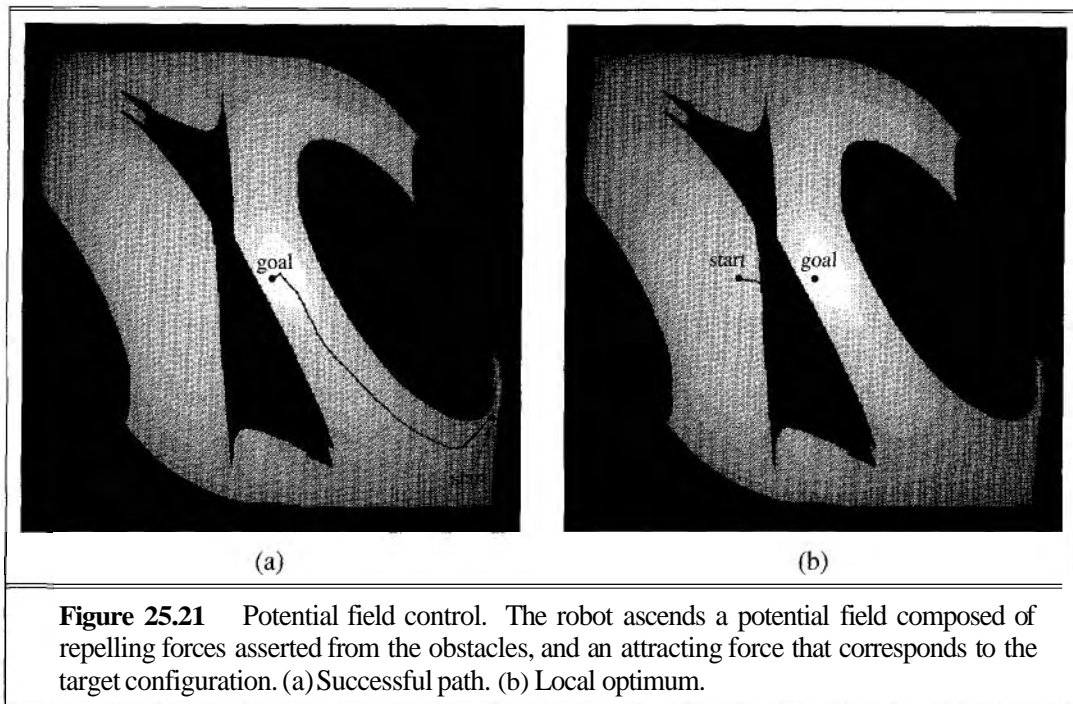 goal
start
start
goal
(a)
(b)
Figure 25.21 Potential field control. The robot ascends a potential field composed of
repelling forces asserted from the obstacles, and an attracting force that corresponds to the
target configuration. (a) Successful path. (b) Local optimum.